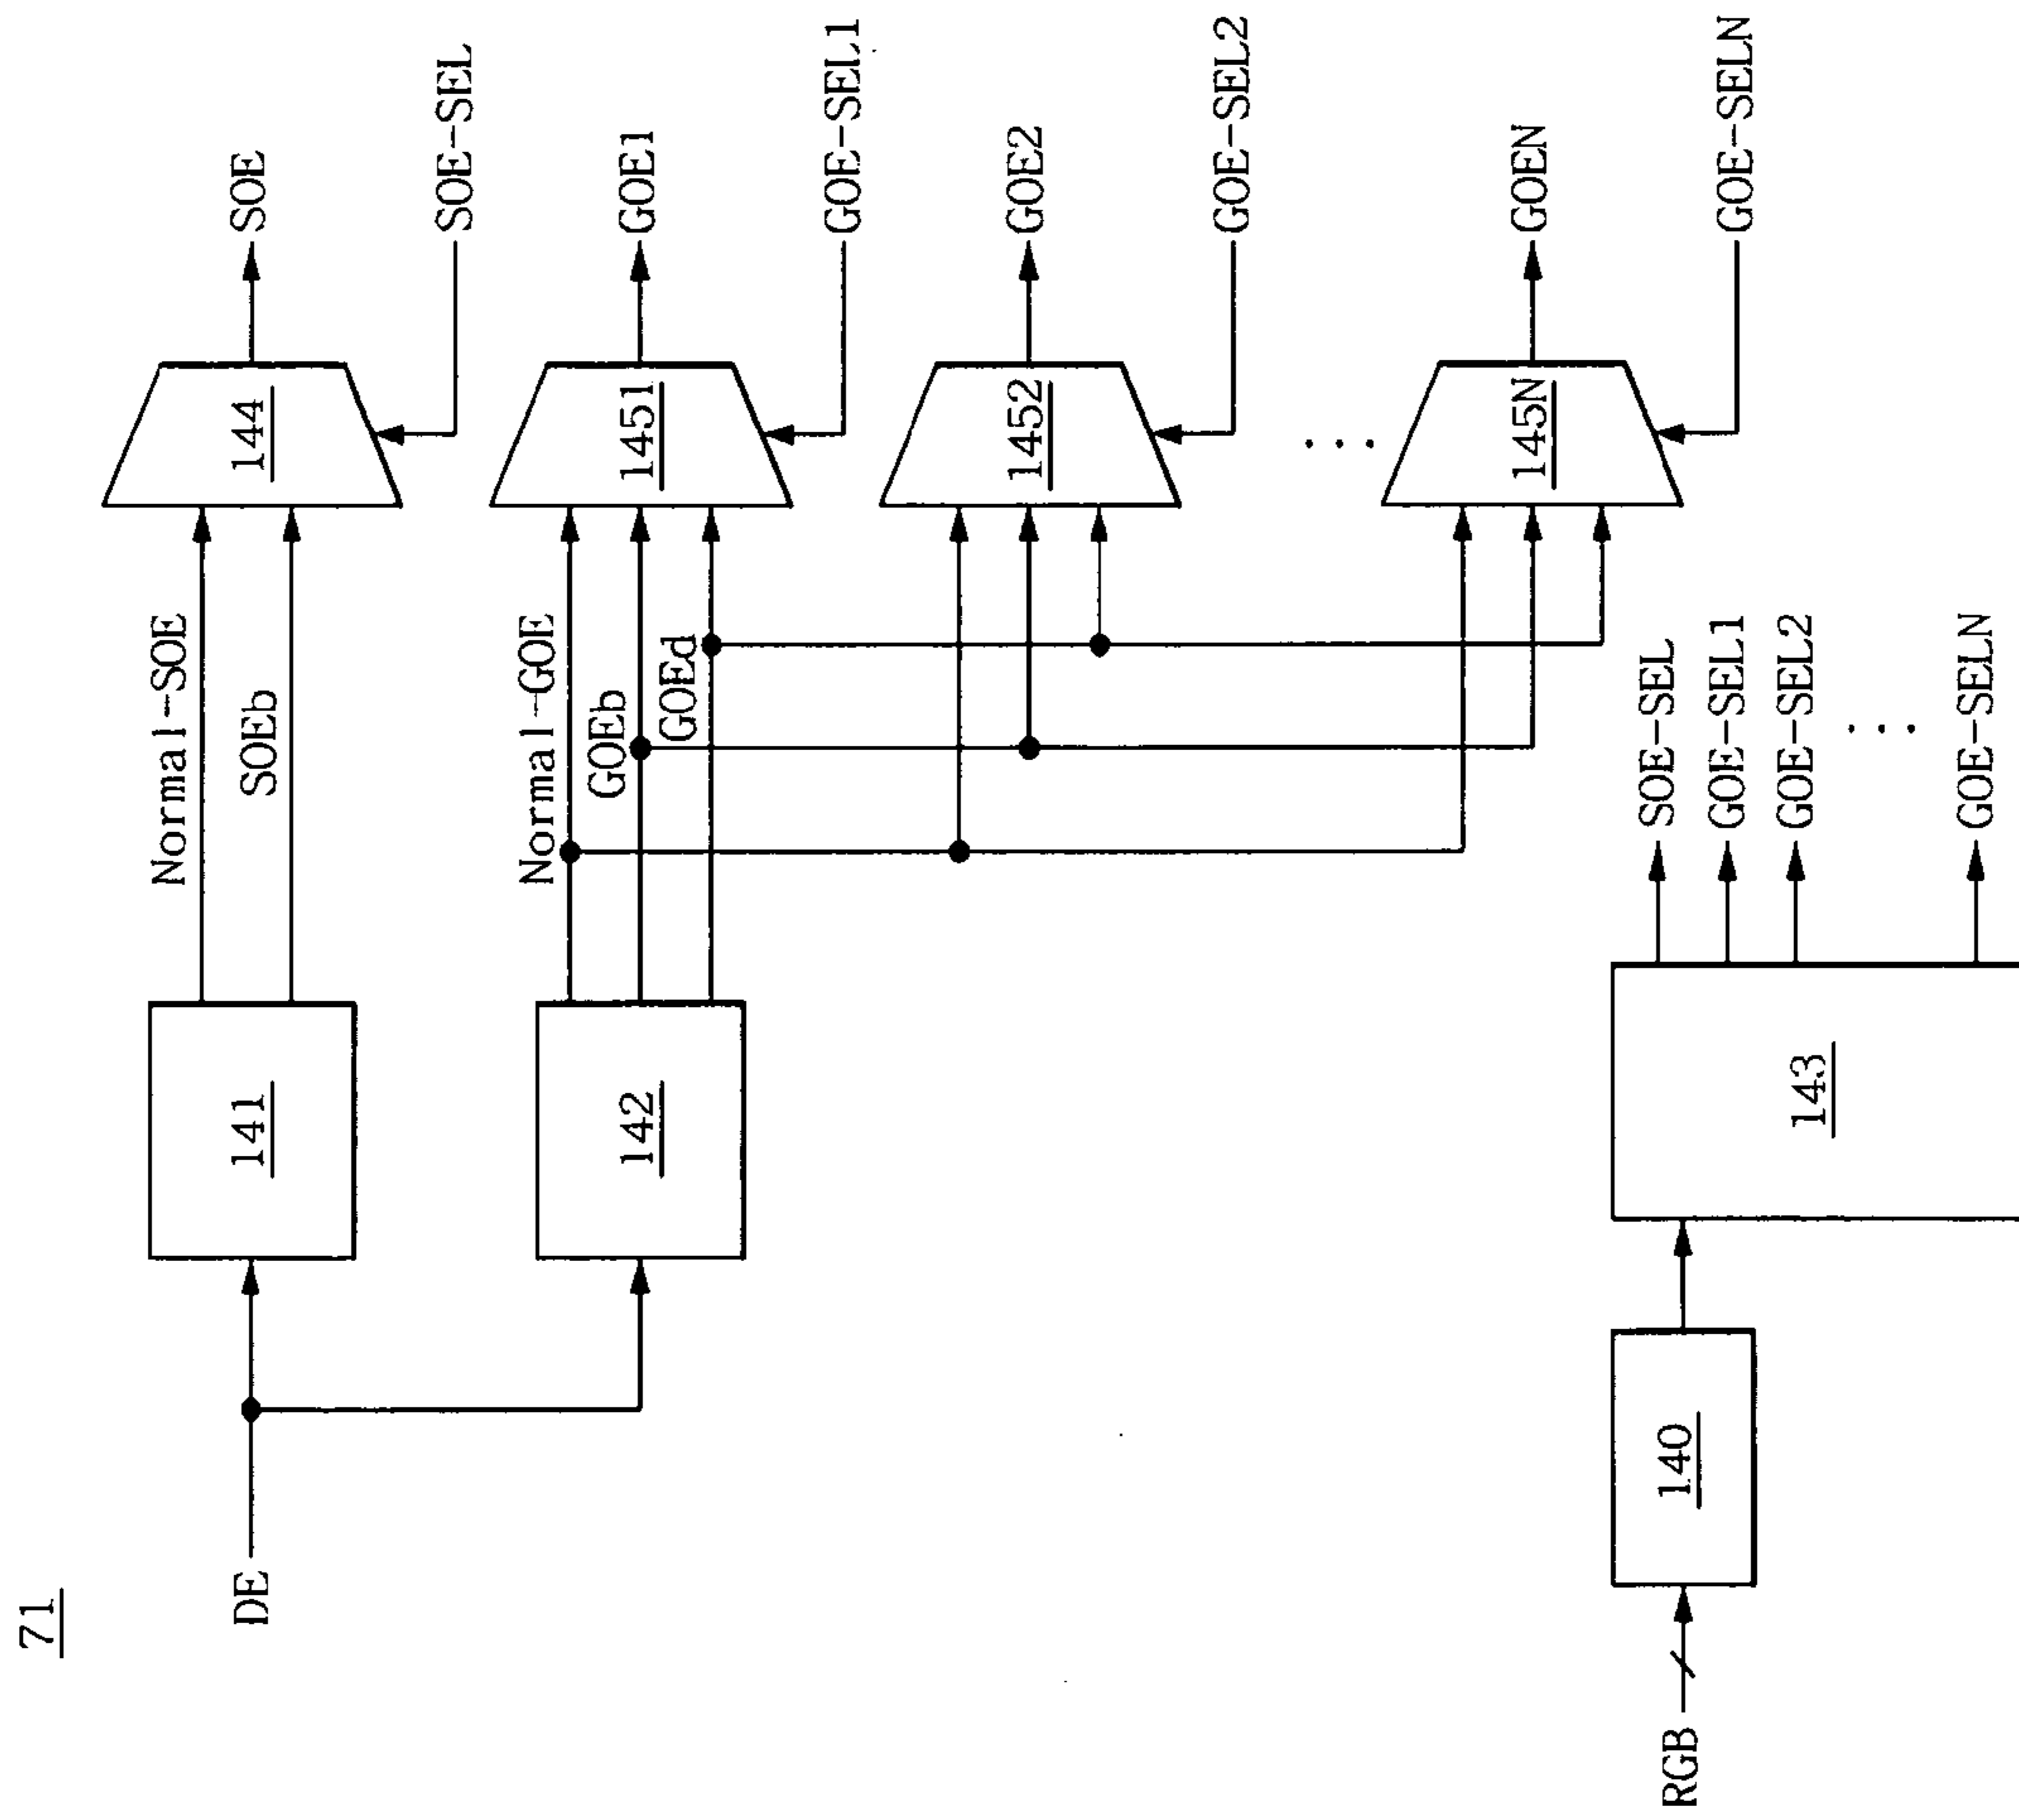 71
DE
141
Normal-SOE
SOEb
144
SOE
SOE-SEL
142
Normal-GOE
GOEb
GOEd
1451
GOE1
GOE-SEL1
1452
GOE2
GOE-SEL2
...
145N
GOEN
GOE-SELN
RGB
140
143
SOE-SEL
GOE-SEL1
GOE-SEL2
...
GOE-SELN